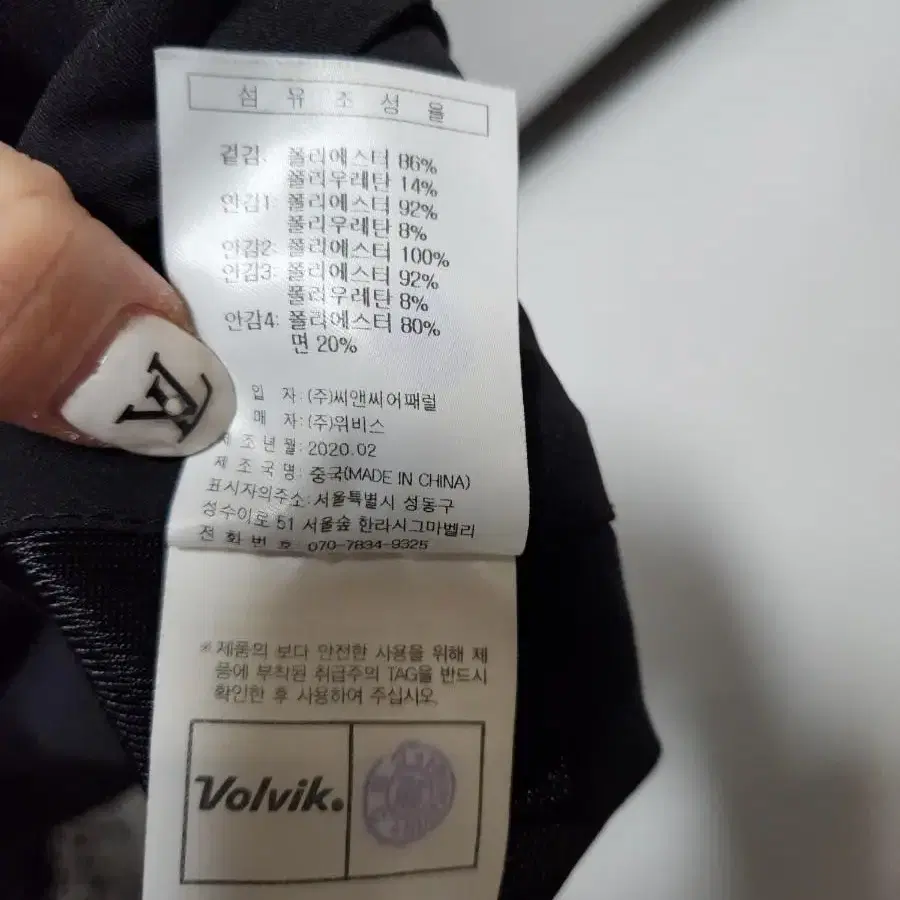 섬 유 조 성 율
겉감: 폴리에스터 86%
폴리우레탄 14%
안감1: 폴리에스터 92%
폴리우레탄 8%
안감2: 폴리에스터 100%
안감3: 폴리에스터 92%
폴리우레탄 8%
안감4: 폴리에스터 80%
면 20%
입 자: (주)씨앤씨어패럴
매 자: (주)위비스
제 조 년 월: 2020.02
제 조 국 명: 중국(MADE IN CHINA)
표시자의주소: 서울특별시 성동구
성수이로 51 서울숲 한라시그마밸리
전 화 번 호: 070-7834-9325
※ 제품의 보다 안전한 사용을 위해 제
품에 부착된 취급주의 TAG을 반드시
확인한 후 사용하여 주십시오.
Volvik.